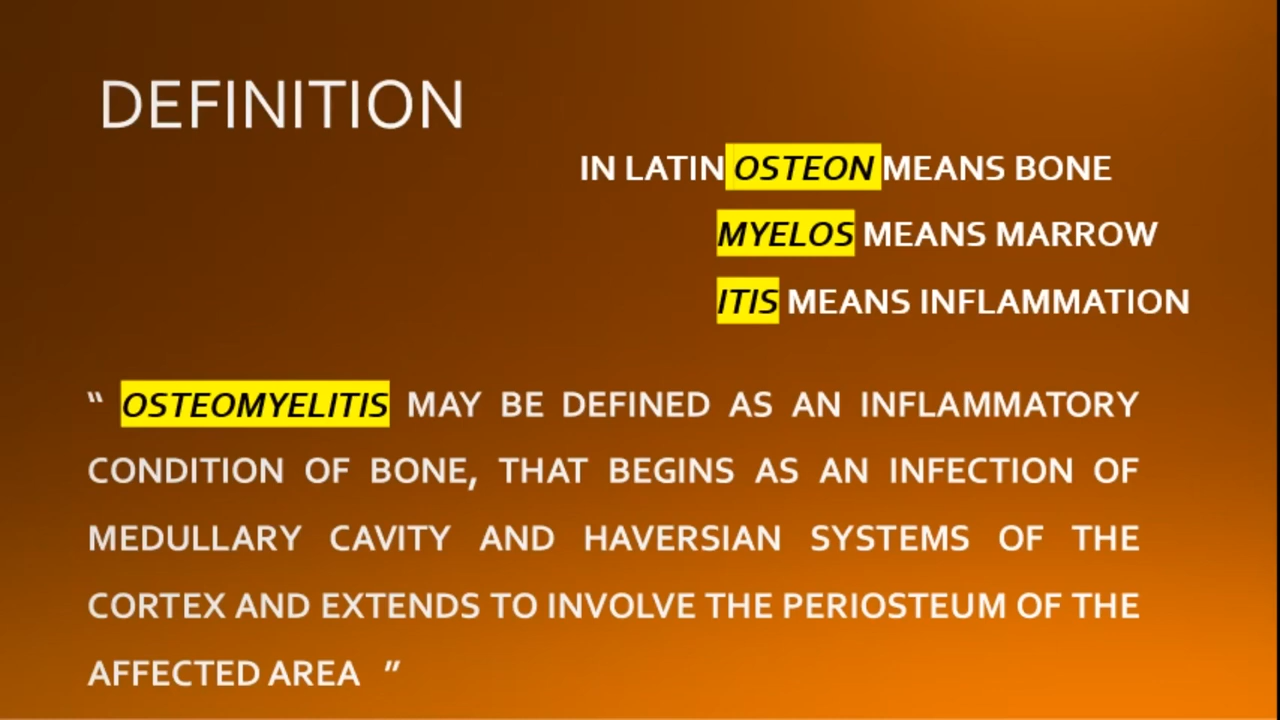 DEFINITION
IN LATIN OSTEON MEANS BONE
MYELOS MEANS MARROW
ITIS MEANS INFLAMMATION
“ OSTEOMYELITIS MAY BE DEFINED AS AN INFLAMMATORY
CONDITION OF BONE, THAT BEGINS AS AN INFECTION OF
MEDULLARY CAVITY AND HAVERSIAN SYSTEMS OF THE
CORTEX AND EXTENDS TO INVOLVE THE PERIOSTEUM OF THE
AFFECTED AREA ”